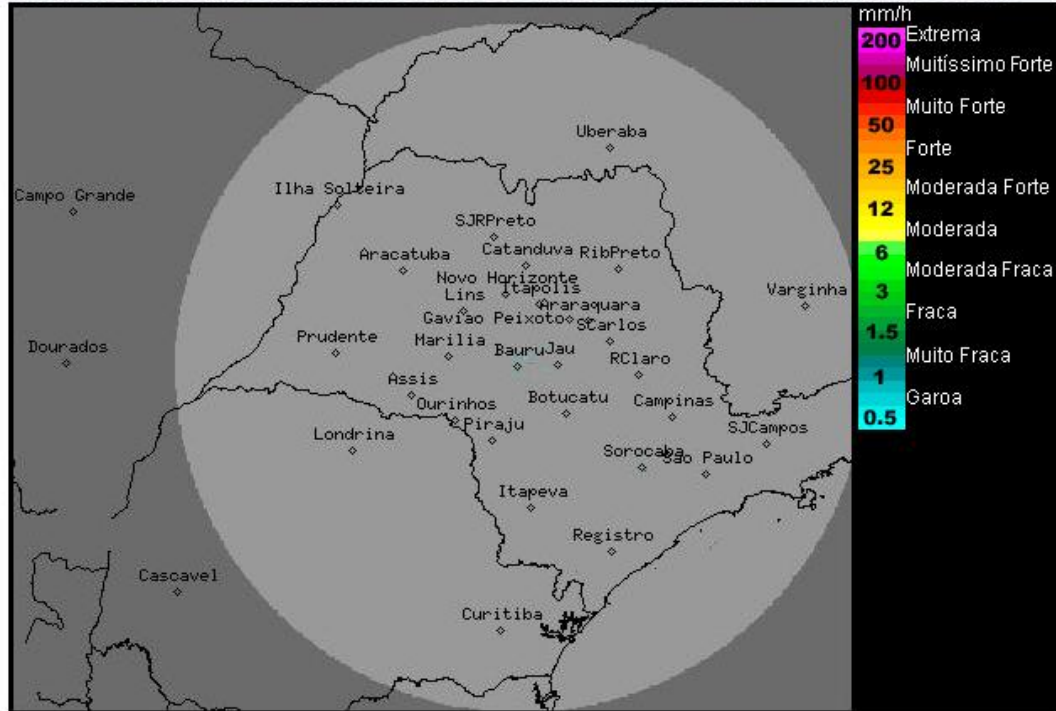 mm/h
200 Extrema
Muitíssimo Forte
100
Muito Forte
50
Forte
25
Moderada Forte
12
Moderada
6
Moderada Fraca
3
Fraca
1.5
Muito Fraca
1
Garoa
0.5
Uberaba
Campo Grande
Ilha Solteira
SJRPreto
Aracatuba
Catanduva
RibPreto
Novo Horizonte
Itapolis
Lins
Araraquara
Varginha
Gaviao Peixoto
SCarlos
Dourados
Prudente
Marilia
Bauru
Jau
RClaro
Assis
Ourinhos
Botucatu
Campinas
Londrina
Piraju
SJCampos
Sorocaba
Sao Paulo
Itapeva
Registro
Cascavel
Curitiba